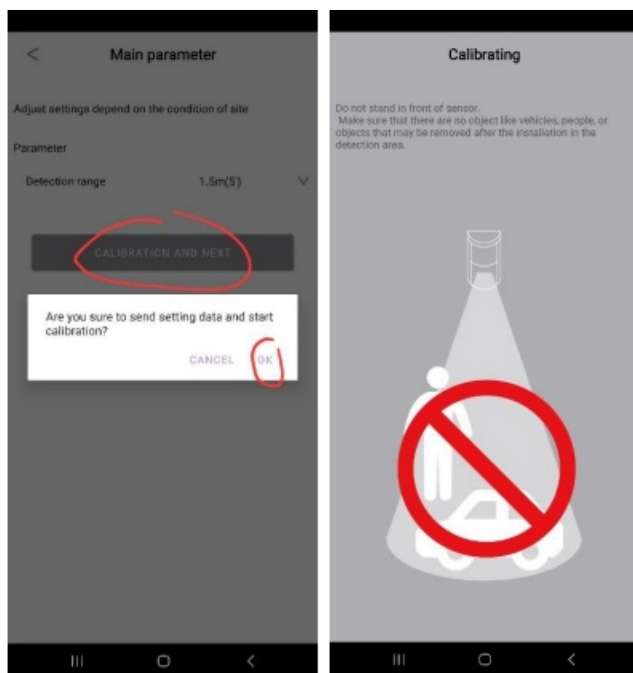 Main parameter
Adjust settings depend on the condition of site
Parameter
Detection range 1.5m(5')
CALIBRATION AND NEXT
Are you sure to send setting data and start
calibration?
CANCEL OK
Calibrating
Do not stand in front of sensor.
Make sure that there are no object like vehicles, people, or
objects that may be removed after the installation in the
detection area.